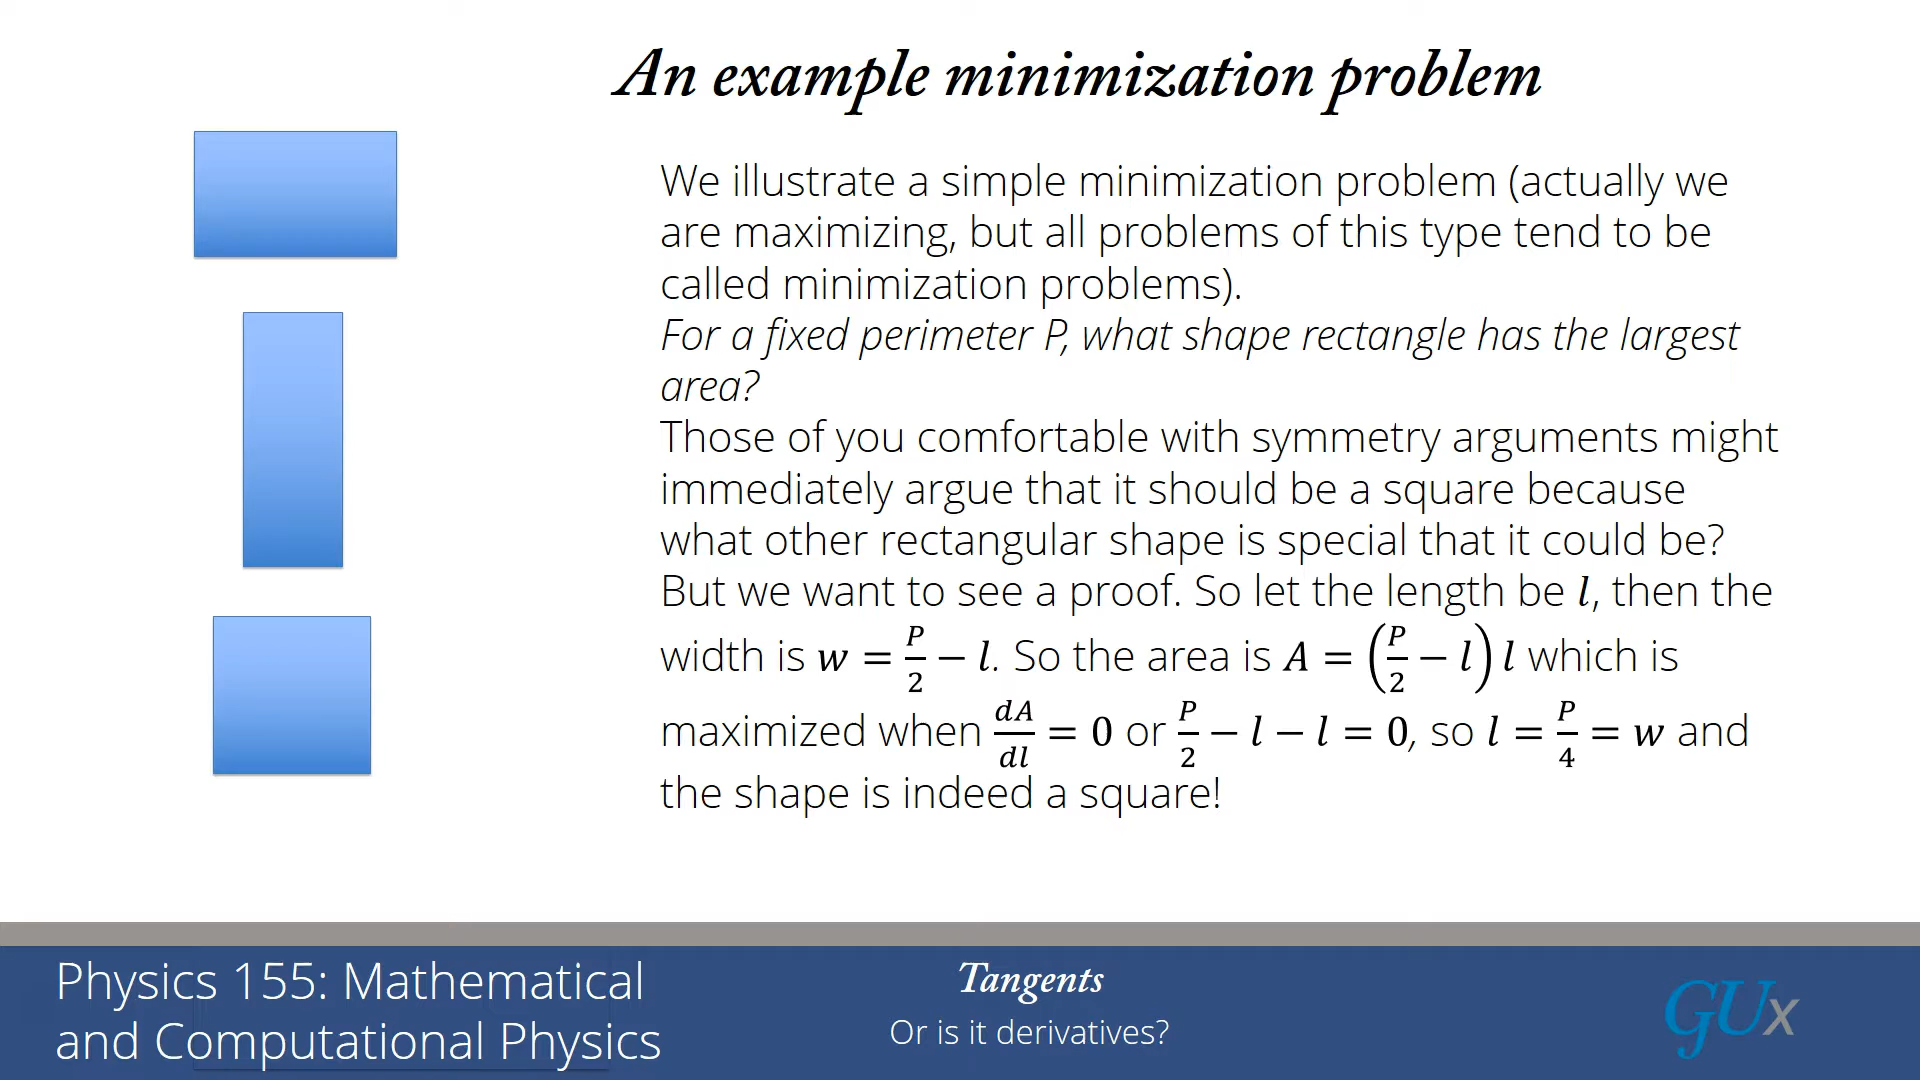 An example minimization problem
We illustrate a simple minimization problem (actually we
are maximizing, but all problems of this type tend to be
called minimization problems).
For a fixed perimeter P, what shape rectangle has the largest
area?
Those of you comfortable with symmetry arguments might
immediately argue that it should be a square because
what other rectangular shape is special that it could be?
But we want to see a proof. So let the length be l, then the
width is w = P/2 − l. So the area is A = (P/2 − l) l which is
maximized when dA/dl = 0 or P/2 − l − l = 0, so l = P/4 = w and
the shape is indeed a square!
Physics 155: Mathematical
and Computational Physics
Tangents
Or is it derivatives?
GUx